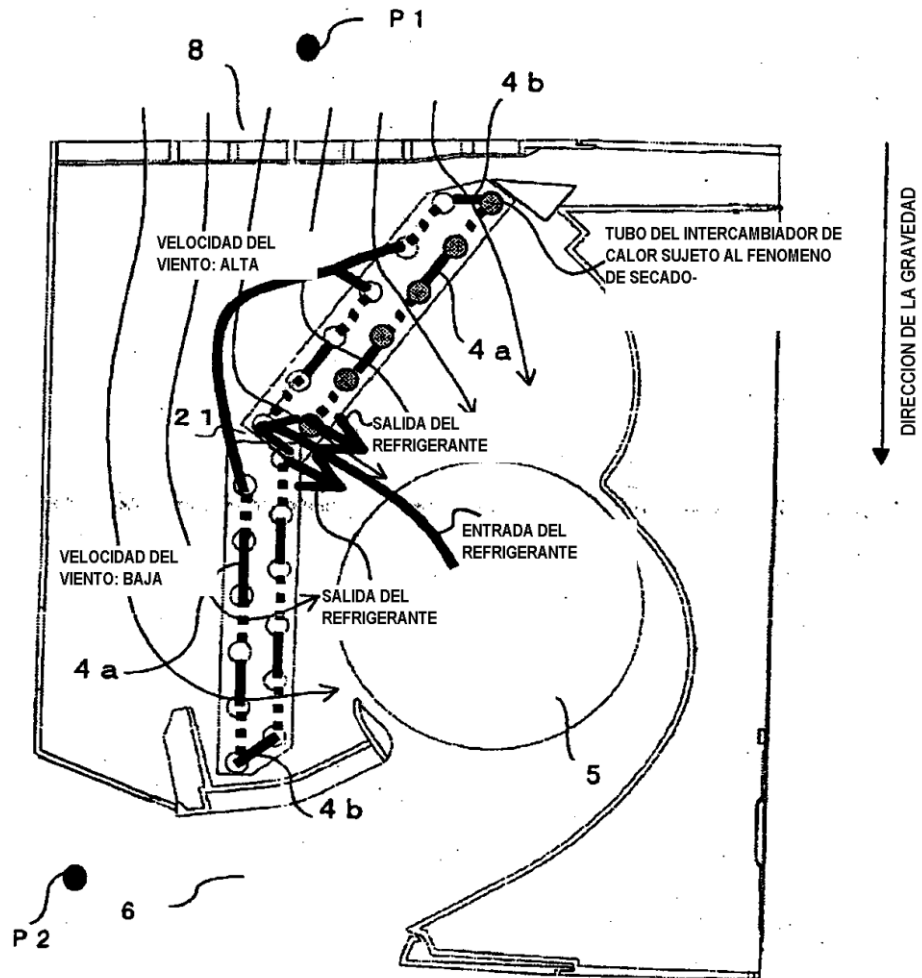 P 1
8
4 b
VELOCIDAD DEL
VIENTO: ALTA
TUBO DEL INTERCAMBIADOR DE
CALOR SUJETO AL FENOMENO
DE SECADO-
DIRECCION DE LA GRAVEDAD
4 a
2 1
SALIDA DEL
REFRIGERANTE
ENTRADA DEL
REFRIGERANTE
VELOCIDAD DEL
VIENTO: BAJA
SALIDA DEL
REFRIGERANTE
4 a
5
4 b
P 2
6